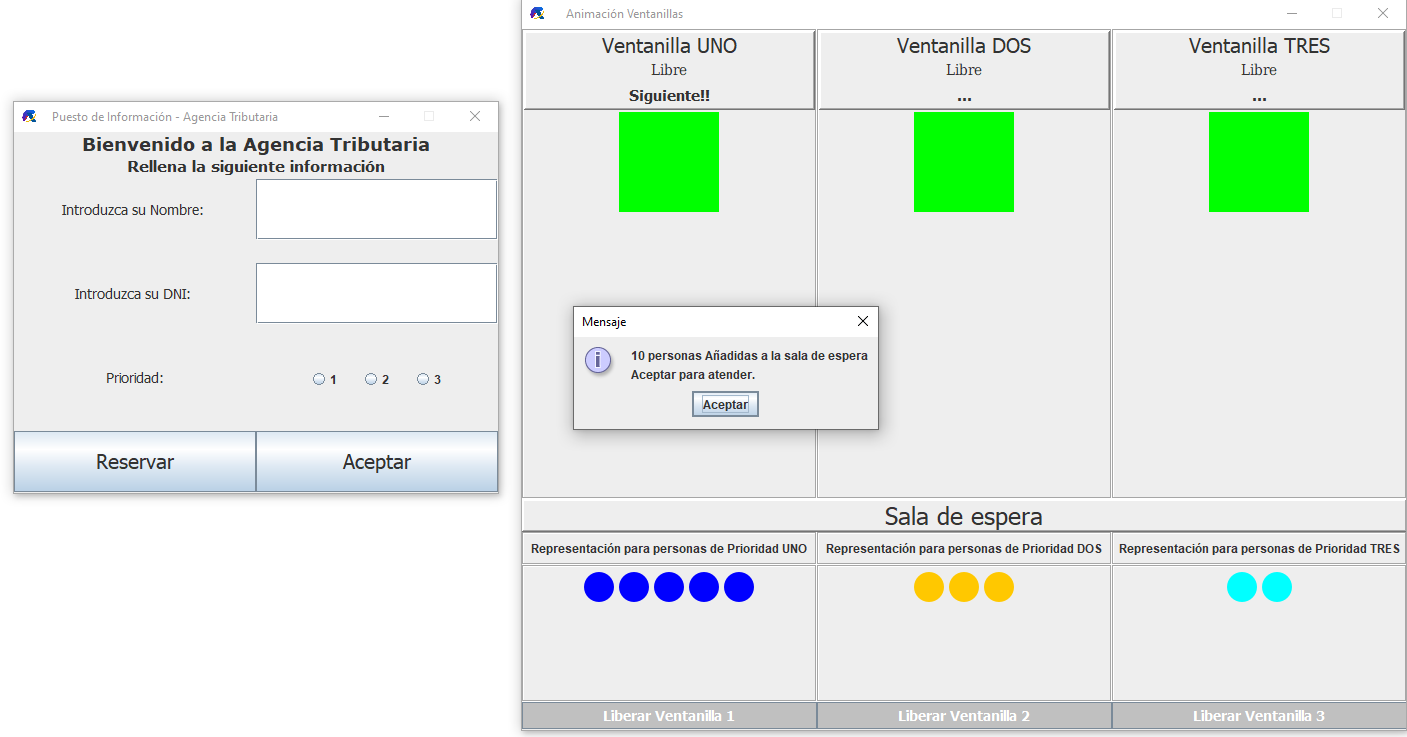 Puesto de Información - Agencia Tributaria
Bienvenido a la Agencia Tributaria
Rellena la siguiente información
Introduzca su Nombre:
Introduzca su DNI:
Prioridad:
1
2
3
Reservar
Aceptar
Animación Ventanillas
Ventanilla UNO
Libre
Siguiente!!
Ventanilla DOS
Libre
...
Ventanilla TRES
Libre
...
Mensaje
i
10 personas Añadidas a la sala de espera
Aceptar para atender.
Aceptar
Sala de espera
Representación para personas de Prioridad UNO
Representación para personas de Prioridad DOS
Representación para personas de Prioridad TRES
Liberar Ventanilla 1
Liberar Ventanilla 2
Liberar Ventanilla 3